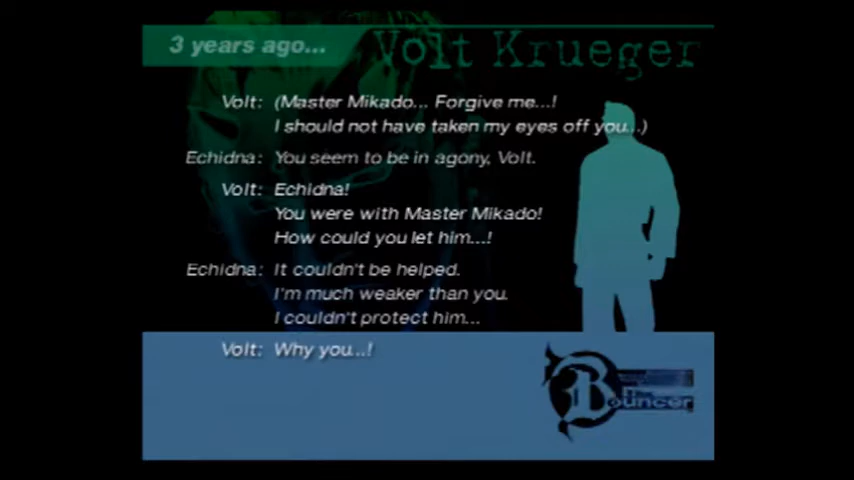 3 years ago...
Volt Krueger
Volt: (Master Mikado... Forgive me...!
I should not have taken my eyes off you...)
Echidna: You seem to be in agony, Volt.
Volt: Echidna!
You were with Master Mikado!
How could you let him...!
Echidna: It couldn't be helped.
I'm much weaker than you.
I couldn't protect him...
Volt: Why you...!
The
Bouncer